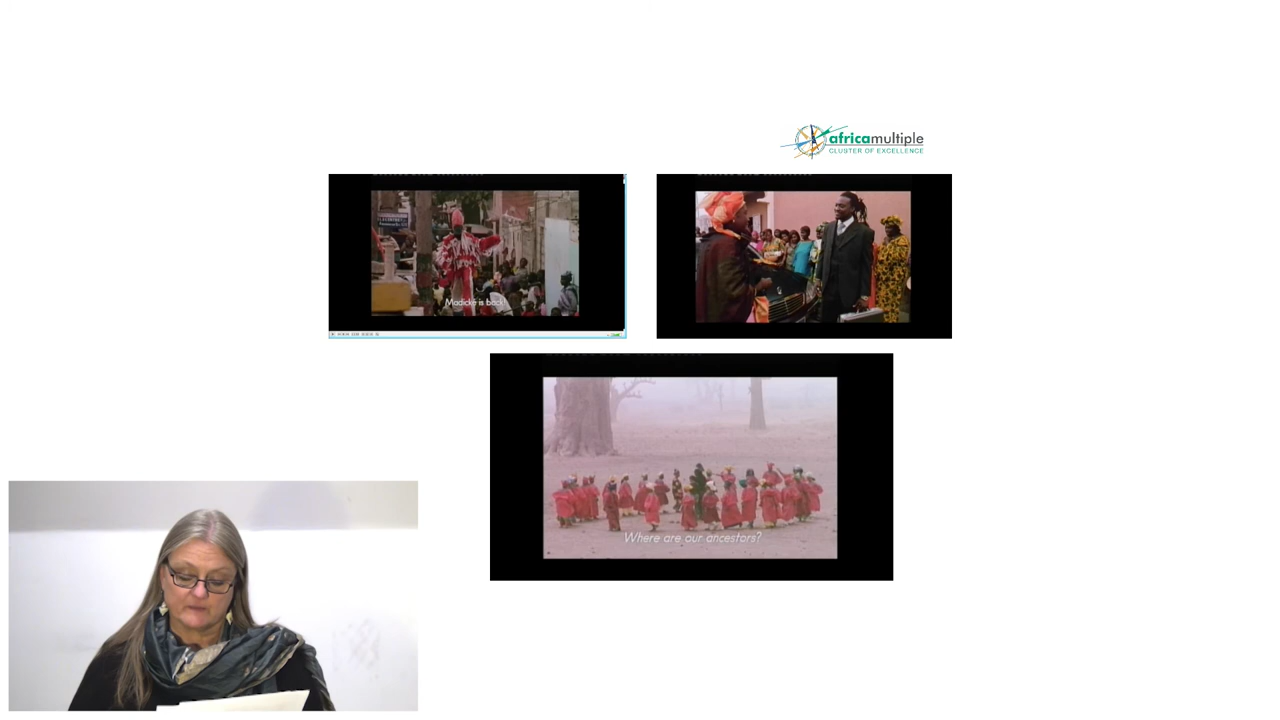 africamultiple
CLUSTER OF EXCELLENCE
Madické is back!
Where are our ancestors?